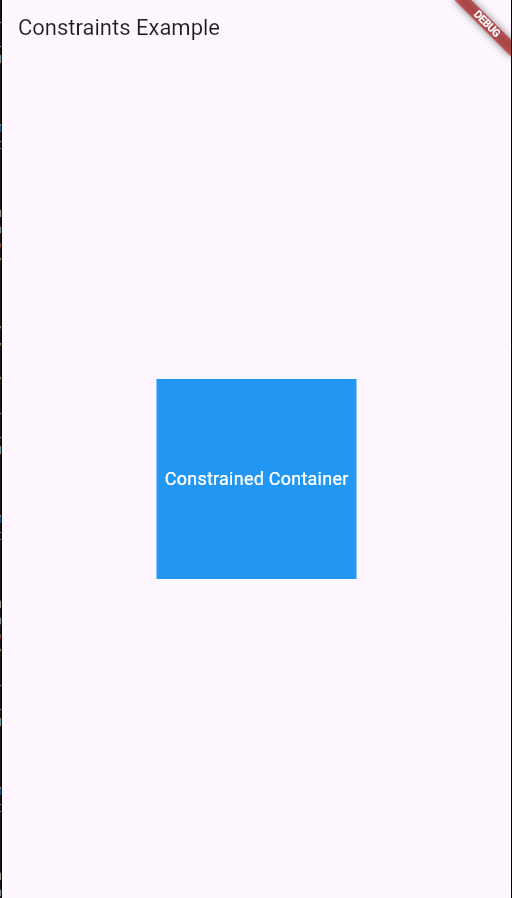 Constraints Example
DEBUG
Constrained Container